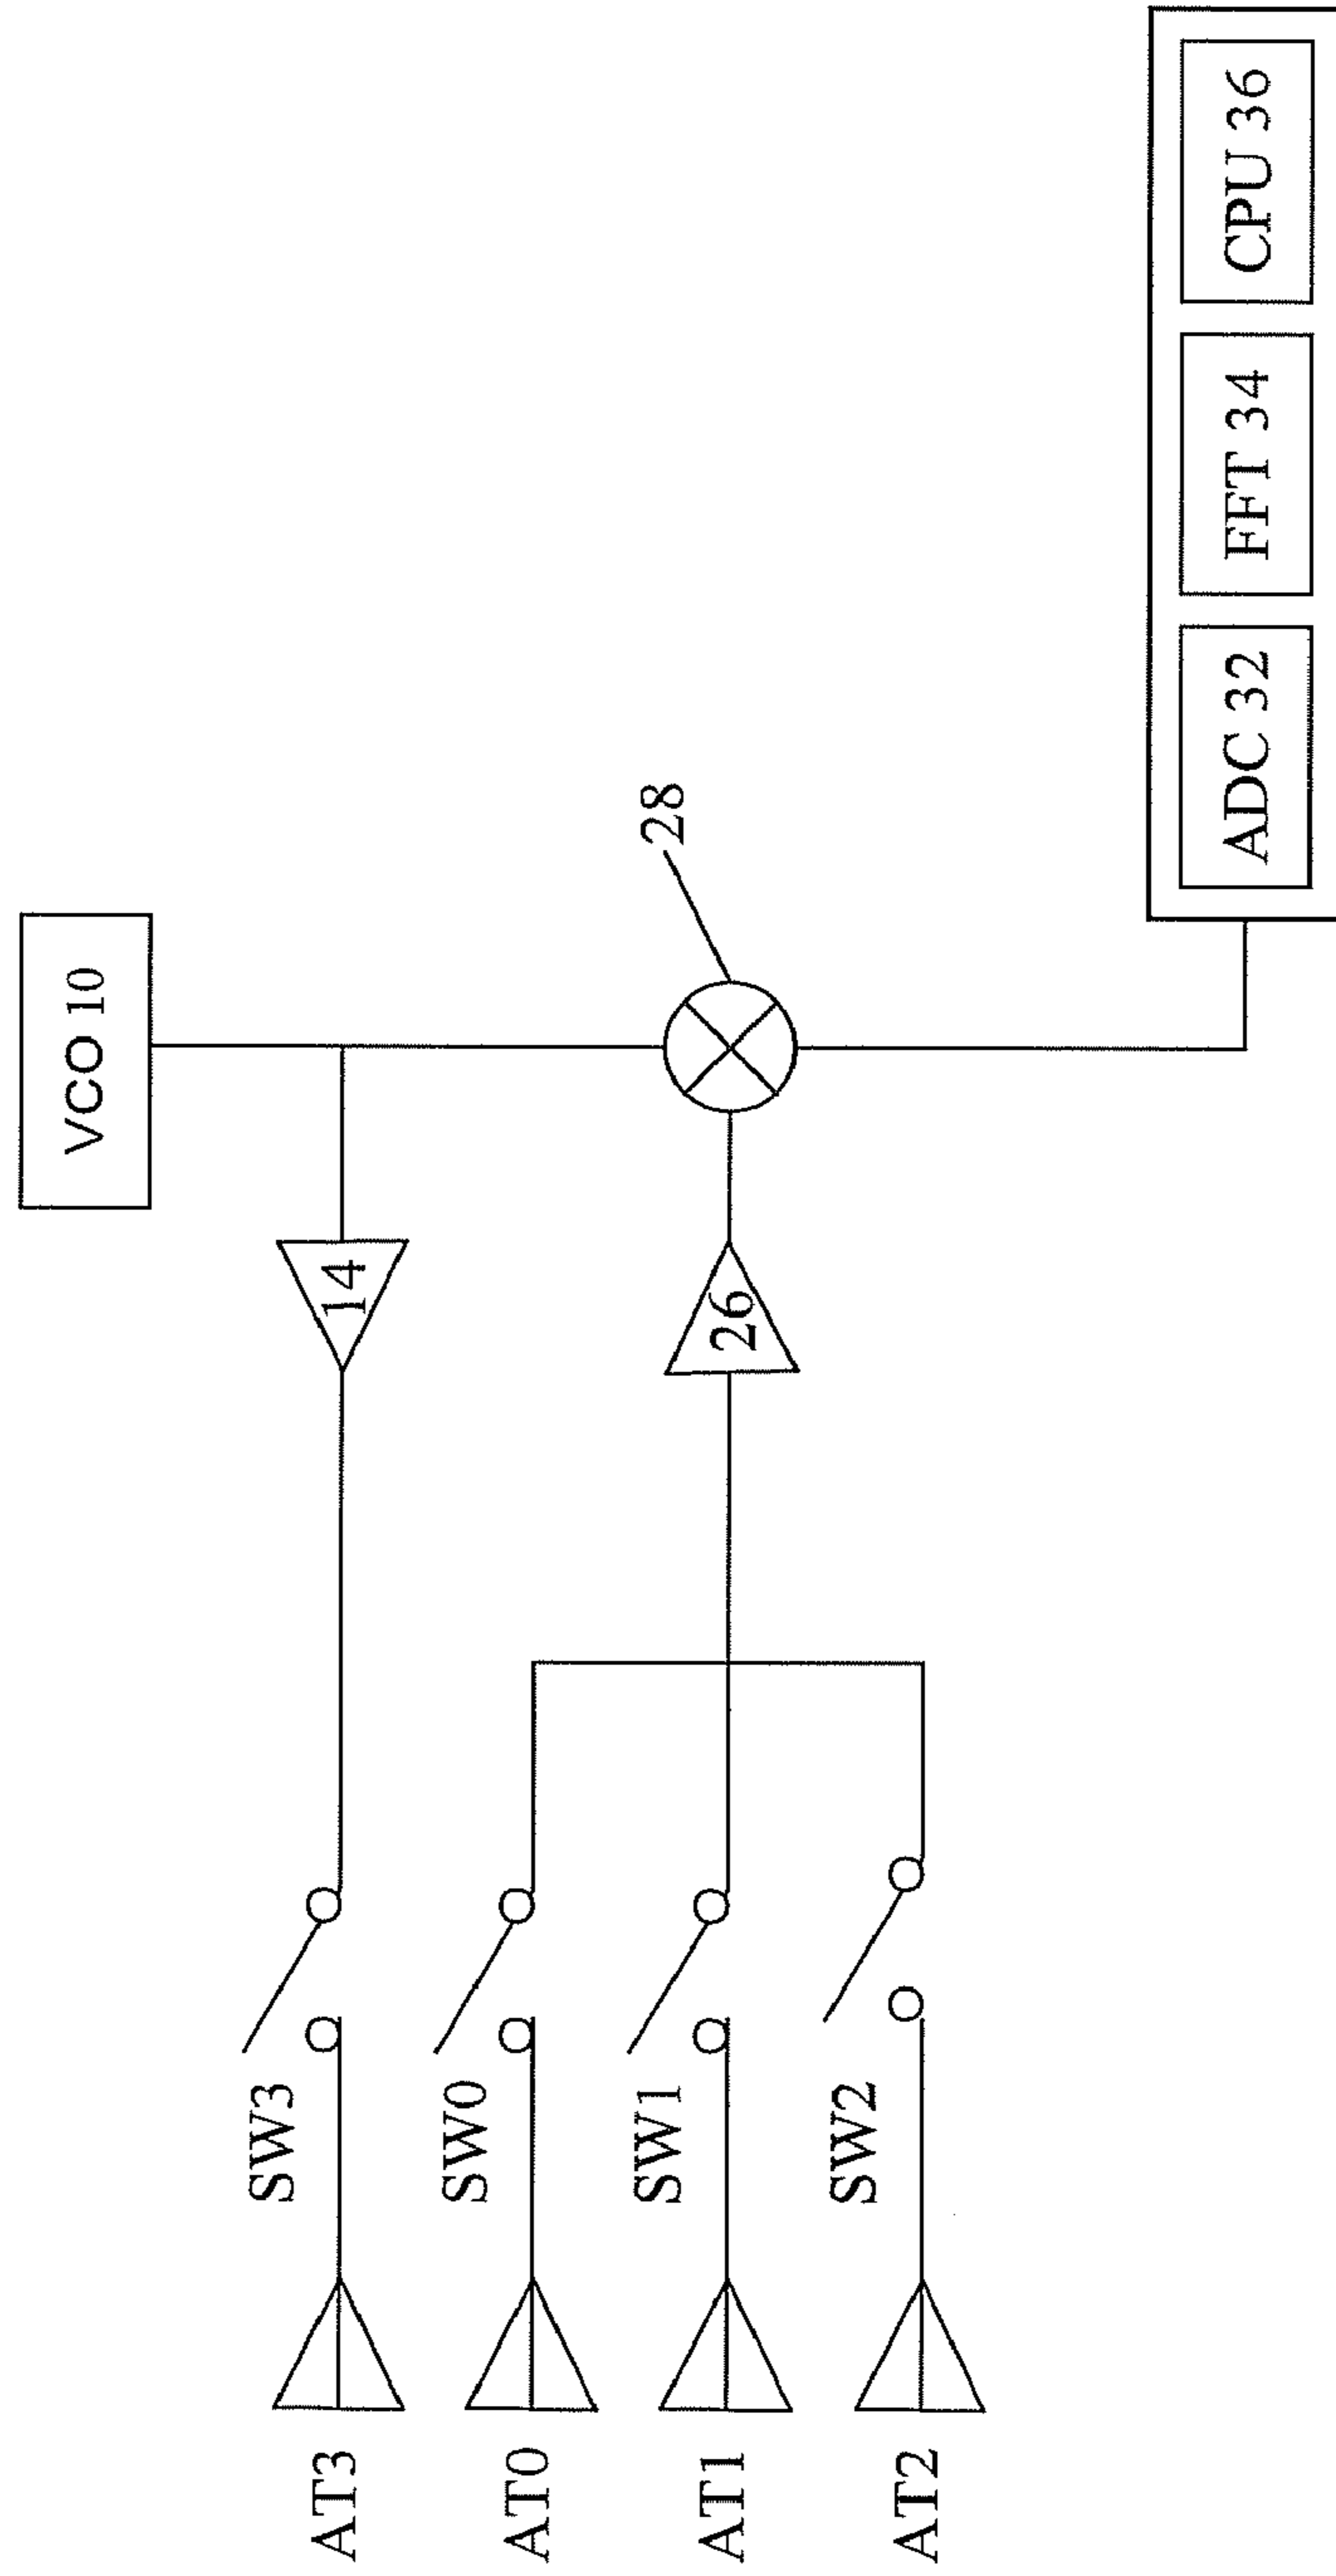 VCO 10
14
SW3
AT3
28
26
SW0
AT0
SW1
AT1
SW2
AT2
ADC 32
FFT 34
CPU 36